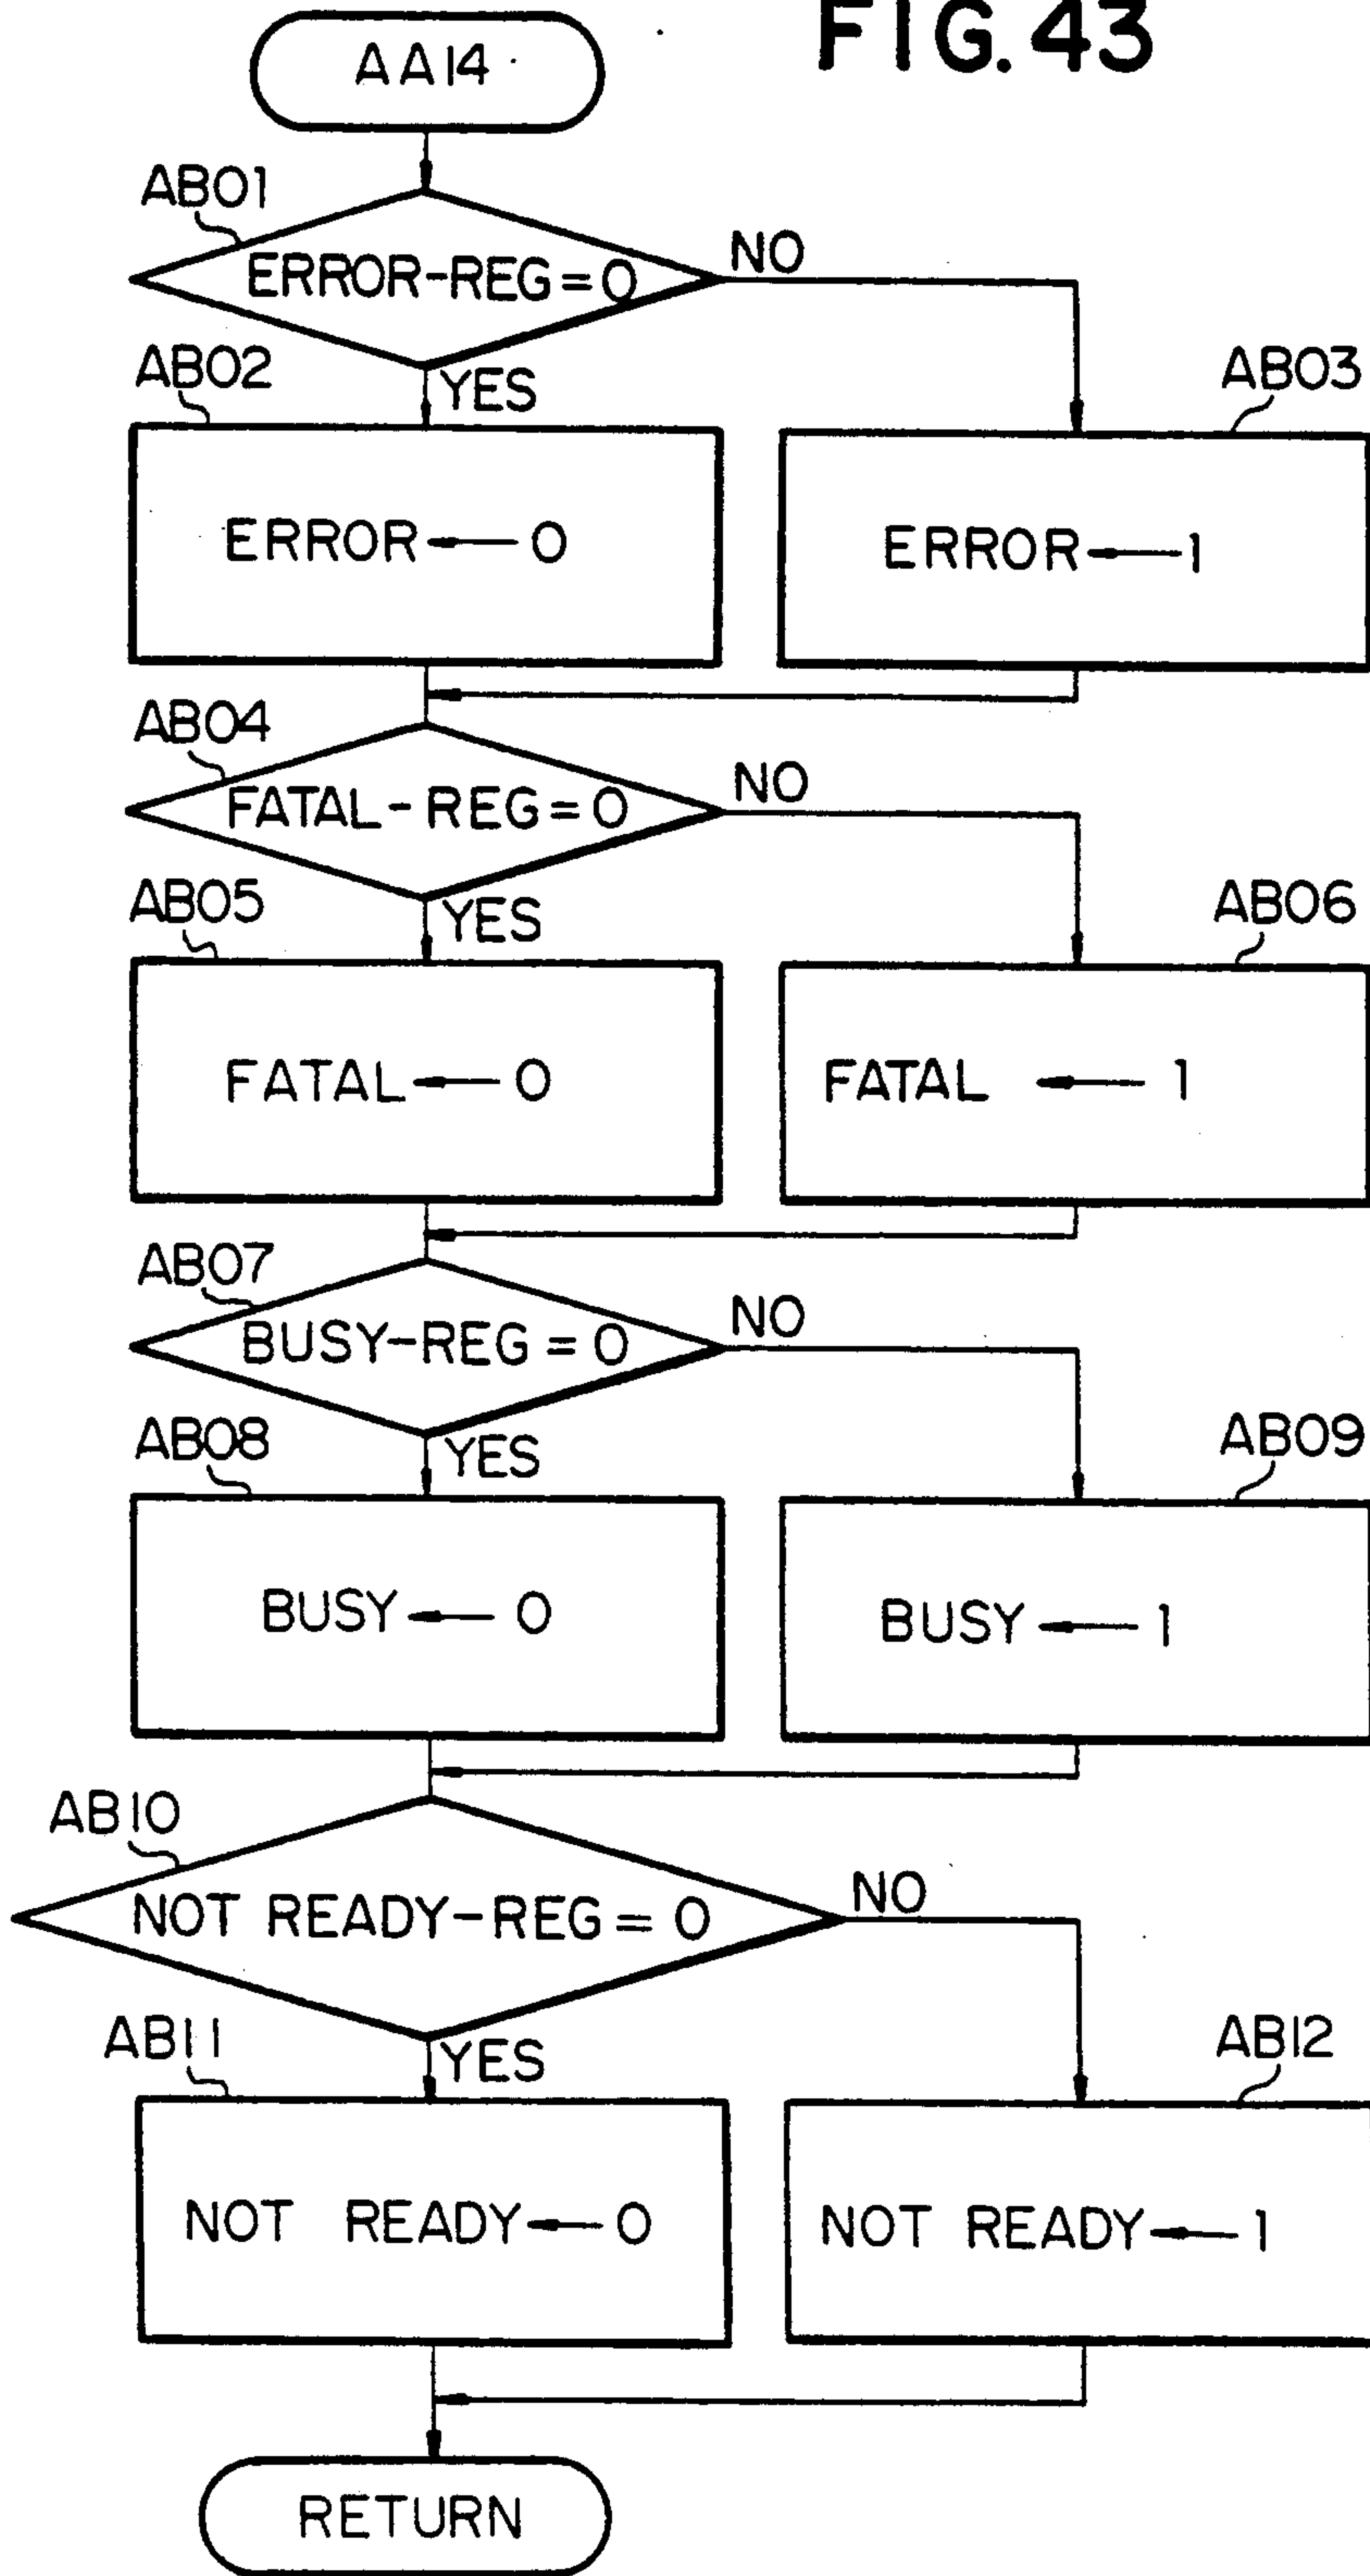 FIG. 43
AA14
AB01
ERROR-REG=0
NO
AB02
YES
AB03
ERROR←0
ERROR←1
AB04
FATAL-REG=0
NO
AB05
YES
AB06
FATAL←0
FATAL ← 1
AB07
BUSY-REG=0
NO
AB08
YES
AB09
BUSY←0
BUSY←1
AB10
NOT READY-REG=0
NO
AB11
YES
AB12
NOT READY←0
NOT READY←1
RETURN